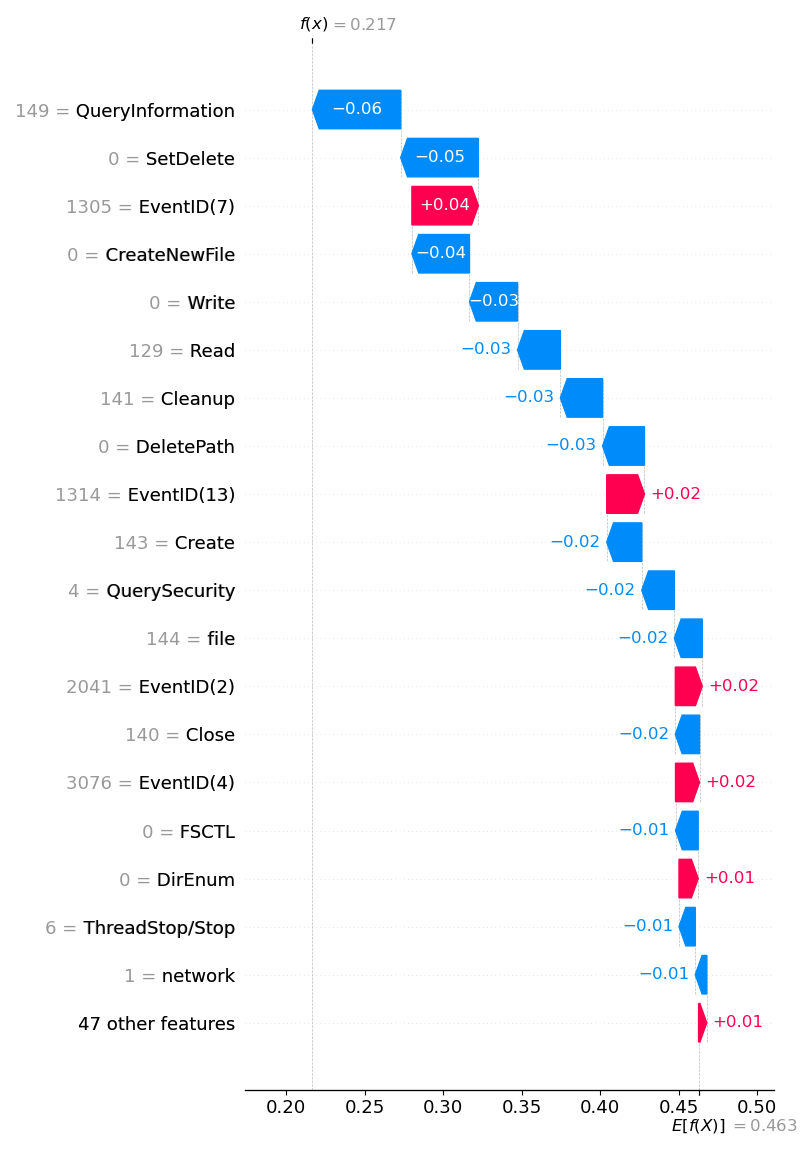 f(x) = 0.217
149 = QueryInformation −0.06
0 = SetDelete −0.05
1305 = EventID(7) +0.04
0 = CreateNewFile −0.04
0 = Write −0.03
129 = Read −0.03
141 = Cleanup −0.03
0 = DeletePath −0.03
1314 = EventID(13) +0.02
143 = Create −0.02
4 = QuerySecurity −0.02
144 = file −0.02
2041 = EventID(2) +0.02
140 = Close −0.02
3076 = EventID(4) +0.02
0 = FSCTL −0.01
0 = DirEnum +0.01
6 = ThreadStop/Stop −0.01
1 = network −0.01
47 other features +0.01
0.20 0.25 0.30 0.35 0.40 0.45 0.50
E[f(X)] = 0.463